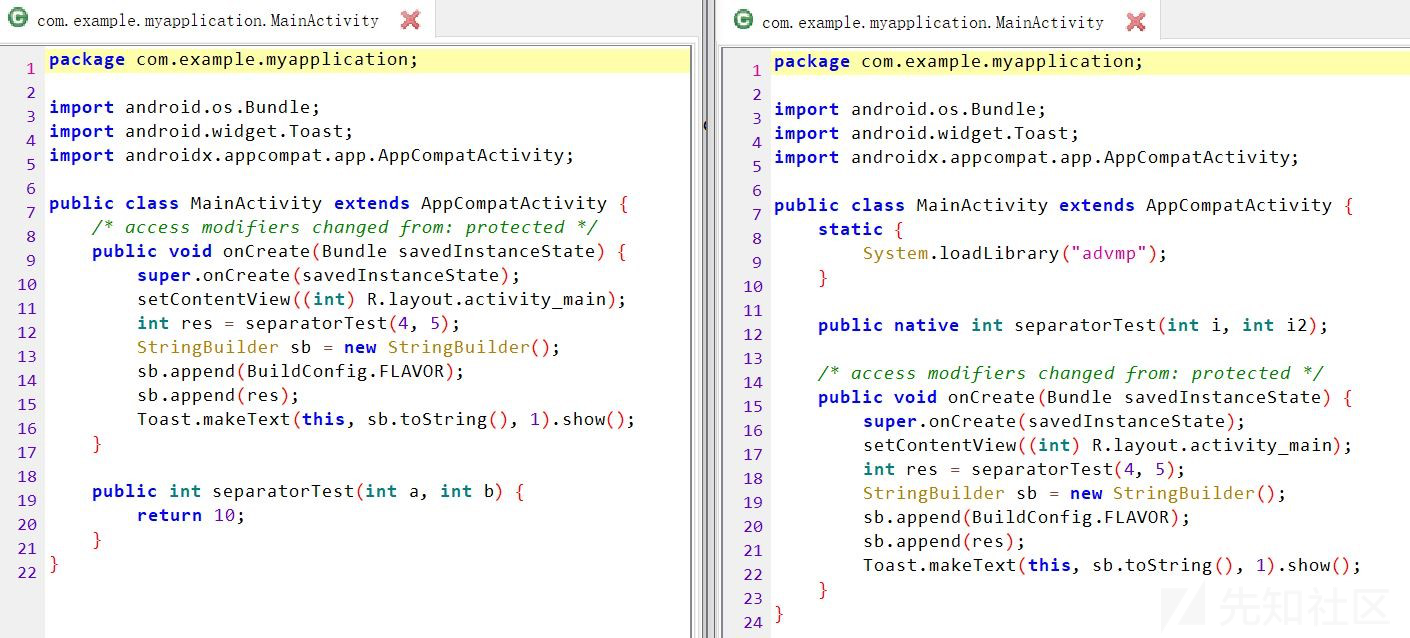 com.example.myapplication.MainActivity
1
2
3
4
5
6
7
8
9
10
11
12
13
14
15
16
17
18
19
20
21
22
package com.example.myapplication;
import android.os.Bundle;
import android.widget.Toast;
import androidx.appcompat.app.AppCompatActivity;
public class MainActivity extends AppCompatActivity {
/* access modifiers changed from: protected */
public void onCreate(Bundle savedInstanceState) {
super.onCreate(savedInstanceState);
setContentView((int) R.layout.activity_main);
int res = separatorTest(4, 5);
StringBuilder sb = new StringBuilder();
sb.append(BuildConfig.FLAVOR);
sb.append(res);
Toast.makeText(this, sb.toString(), 1).show();
}
public int separatorTest(int a, int b) {
return 10;
}
}
com.example.myapplication.MainActivity
1
2
3
4
5
6
7
8
9
10
11
12
13
14
15
16
17
18
19
20
21
22
23
24
package com.example.myapplication;
import android.os.Bundle;
import android.widget.Toast;
import androidx.appcompat.app.AppCompatActivity;
public class MainActivity extends AppCompatActivity {
static {
System.loadLibrary("advmp");
}
public native int separatorTest(int i, int i2);
/* access modifiers changed from: protected */
public void onCreate(Bundle savedInstanceState) {
super.onCreate(savedInstanceState);
setContentView((int) R.layout.activity_main);
int res = separatorTest(4, 5);
StringBuilder sb = new StringBuilder();
sb.append(BuildConfig.FLAVOR);
sb.append(res);
Toast.makeText(this, sb.toString(), 1).show();
}
}
先知社区